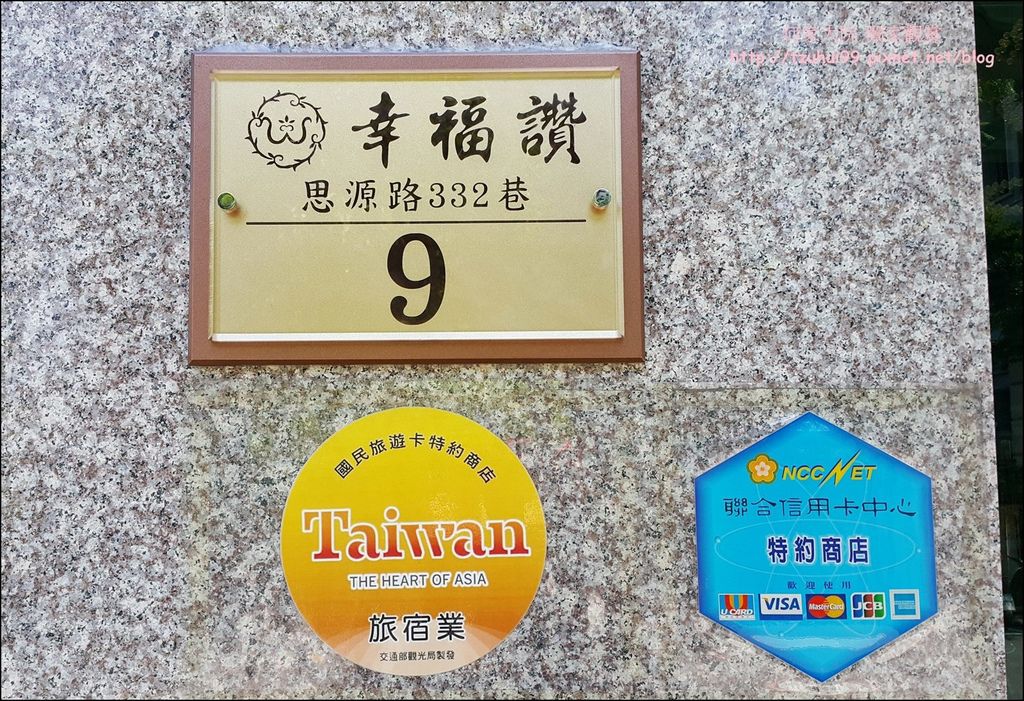 http://tzuhui99.pixnet.net/blog
幸福讚
思源路332巷
9
國民旅遊卡特約商店
Taiwan
THE HEART OF ASIA
旅宿業
交通部觀光局製發
NCCNET
聯合信用卡中心
特約商店
歡迎使用
U CARD VISA MasterCard JCB